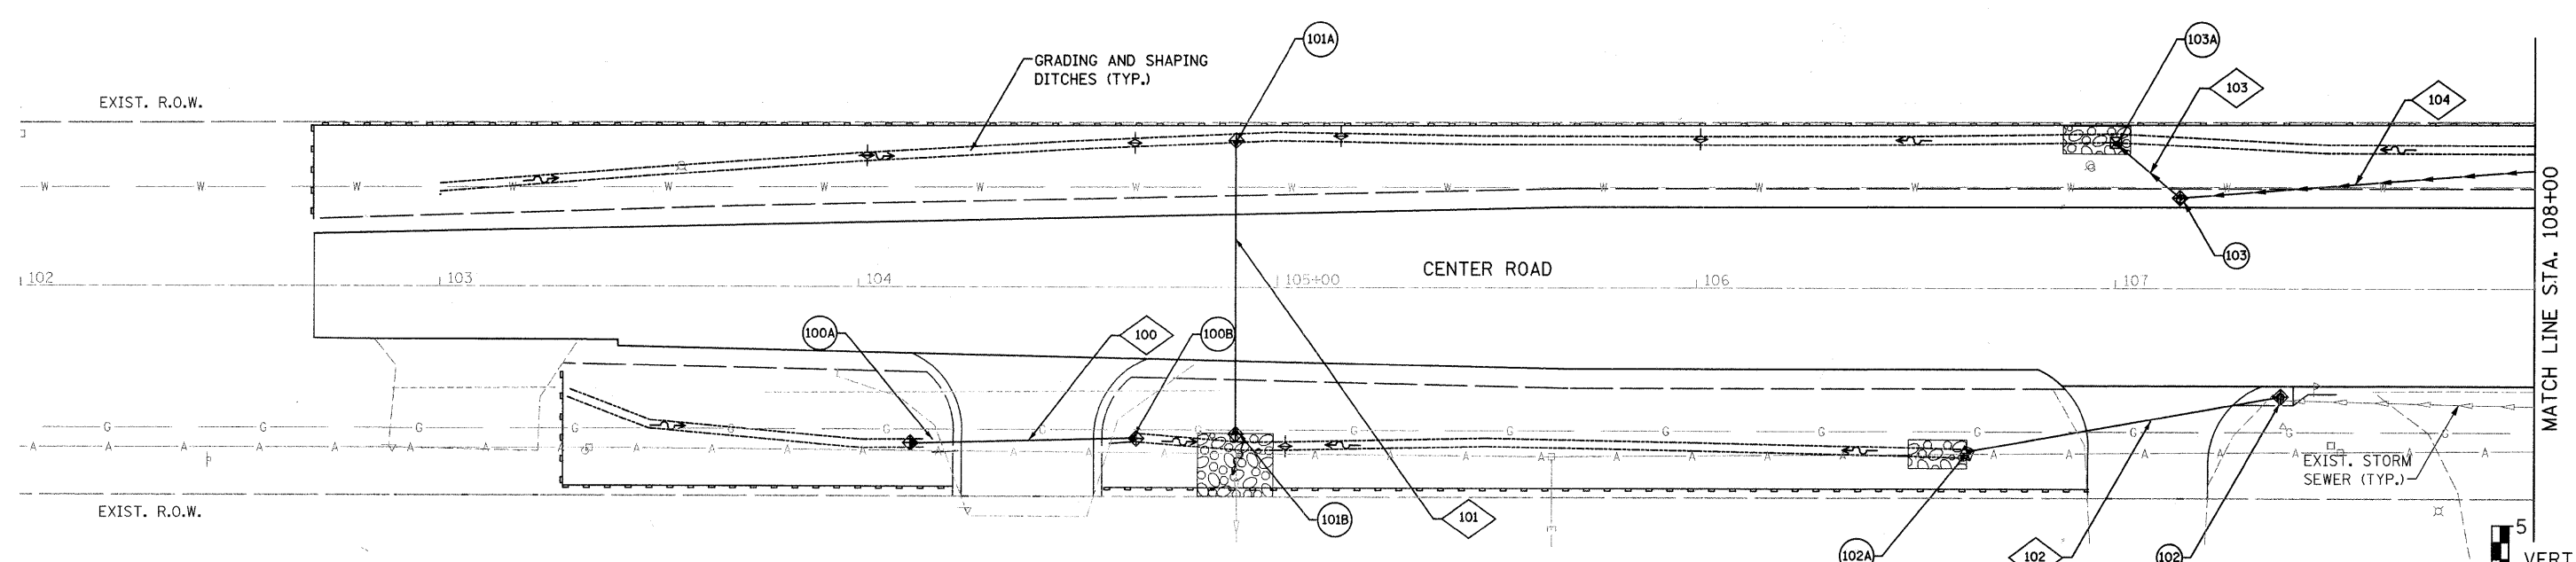 101A
103A
GRADING AND SHAPING
DITCHES (TYP.)
103
104
EXIST. R.O.W.
W W W W W W W W W W W W W W W W
103
CENTER ROAD
102 103 104 105+00 106 107
MATCH LINE STA. 108+00
100A
100
100B
G G G G G G G G G G G G G G G G
A A A A A A A A A A A A A A A A
EXIST. STORM
SEWER (TYP.)
EXIST. R.O.W.
101B
101
102A
102
102
5
VERT